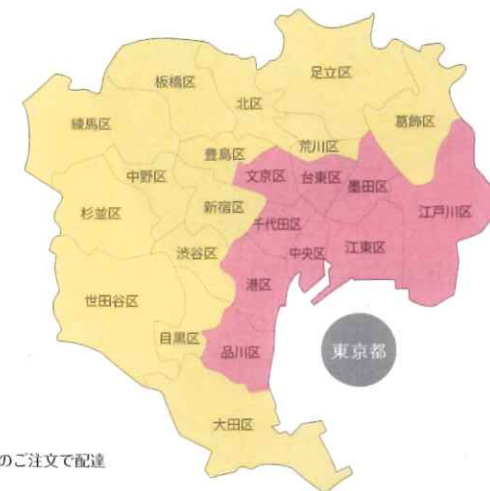 足立区
板橋区
北区
葛飾区
練馬区
荒川区
豊島区
文京区
台東区
中野区
墨田区
新宿区
杉並区
江戸川区
千代田区
渋谷区
中央区
江東区
港区
世田谷区
目黒区
品川区
東京都
大田区
のご注文で配達